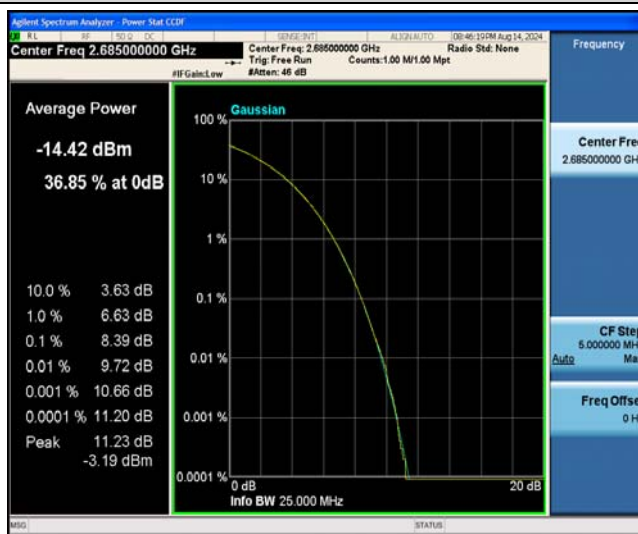 Agilent Spectrum Analyzer - Power Stat CCDF
RL RF 50 Ω DC SENSE:INT ALIGN AUTO 08:46:19 PM Aug 14, 2024
Center Freq 2.685000000 GHz
Center Freq: 2.685000000 GHz Radio Std: None
Trig: Free Run Counts:1.00 M/1.00 Mpt
#IFGain:Low #Atten: 46 dB
Frequency
Average Power
-14.42 dBm
36.85 % at 0dB
10.0 % 3.63 dB
1.0 % 6.63 dB
0.1 % 8.39 dB
0.01 % 9.72 dB
0.001 % 10.66 dB
0.0001 % 11.20 dB
Peak 11.23 dB
-3.19 dBm
Gaussian
100 %
10 %
1 %
0.1 %
0.01 %
0.001 %
0.0001 %
0 dB 20 dB
Info BW 25.000 MHz
Center Fre
2.685000000 GH
CF Step
5.000000 MH
Auto Ma
Freq Offse
0 H
MSG STATUS